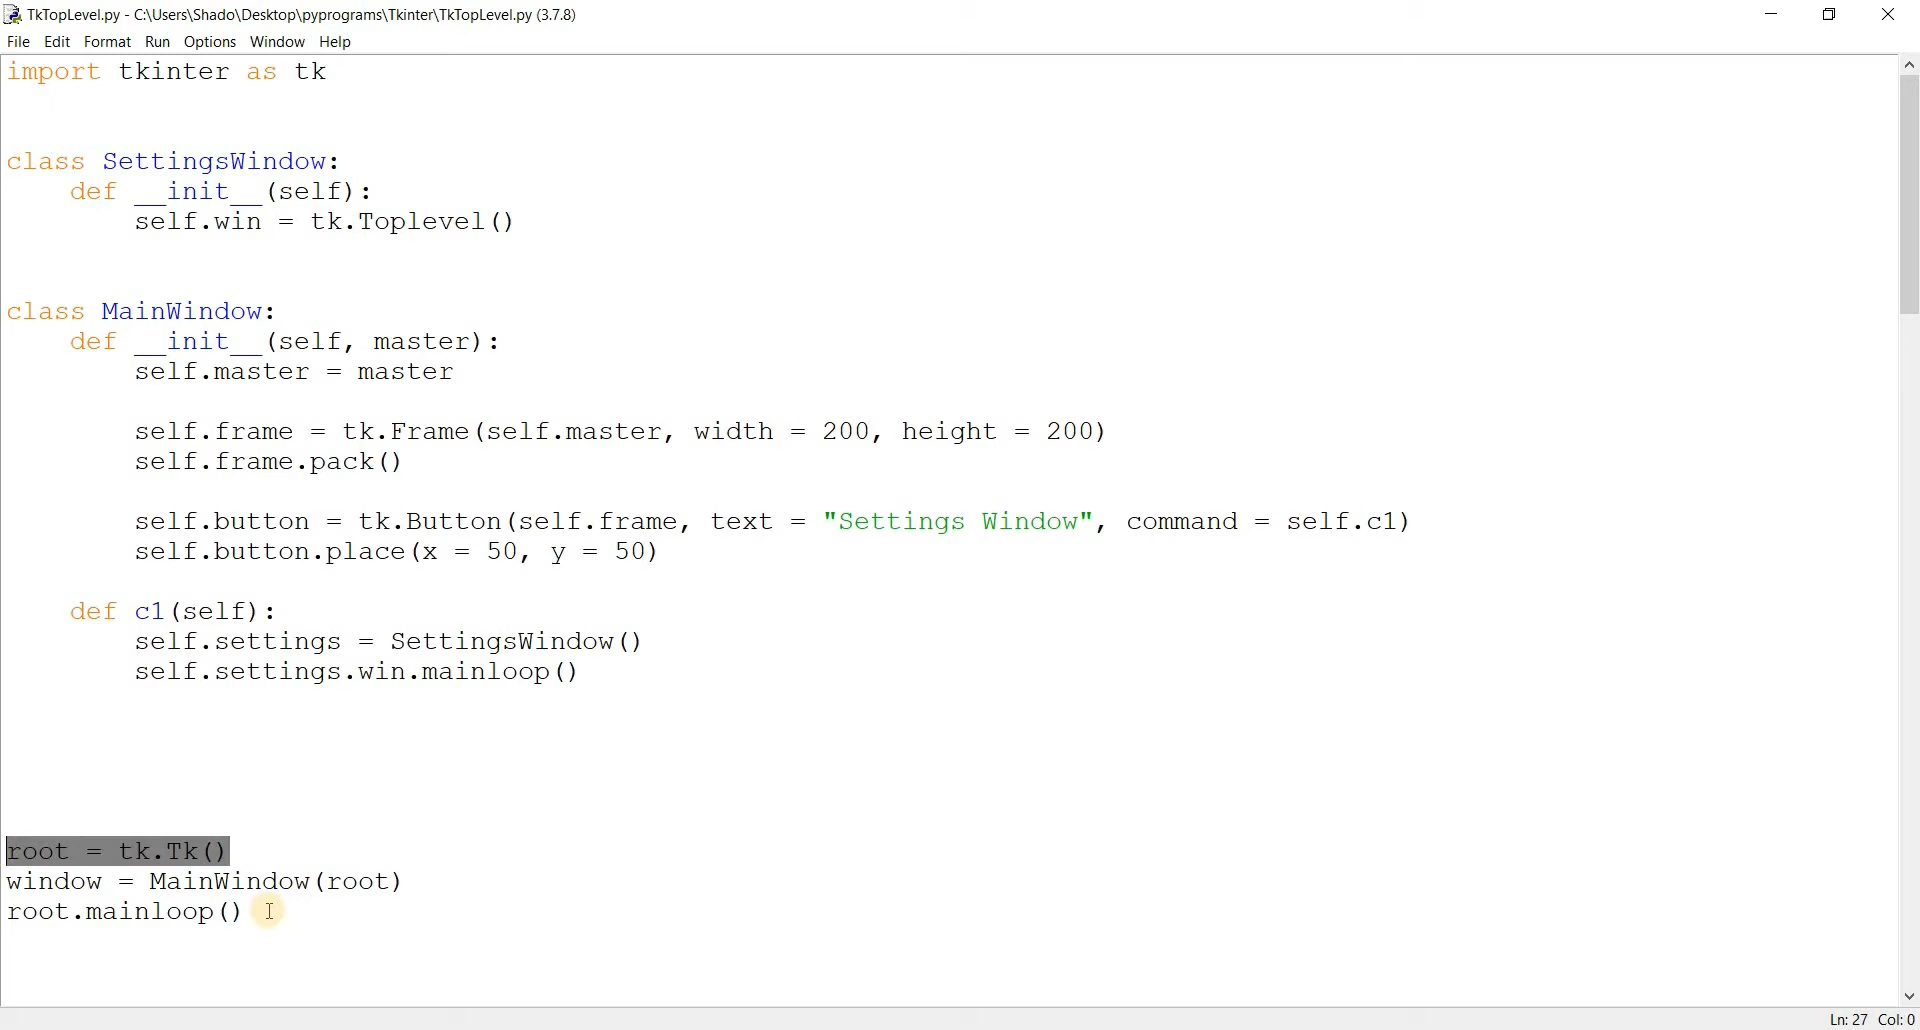 TkTopLevel.py - C:\Users\Shado\Desktop\pyprograms\Tkinter\TkTopLevel.py (3.7.8)
File Edit Format Run Options Window Help
import tkinter as tk
class SettingsWindow:
    def __init__(self):
        self.win = tk.Toplevel()
class MainWindow:
    def __init__(self, master):
        self.master = master
        self.frame = tk.Frame(self.master, width = 200, height = 200)
        self.frame.pack()
        self.button = tk.Button(self.frame, text = "Settings Window", command = self.c1)
        self.button.place(x = 50, y = 50)
    def c1(self):
        self.settings = SettingsWindow()
        self.settings.win.mainloop()
root = tk.Tk()
window = MainWindow(root)
root.mainloop()
Ln: 27 Col: 0